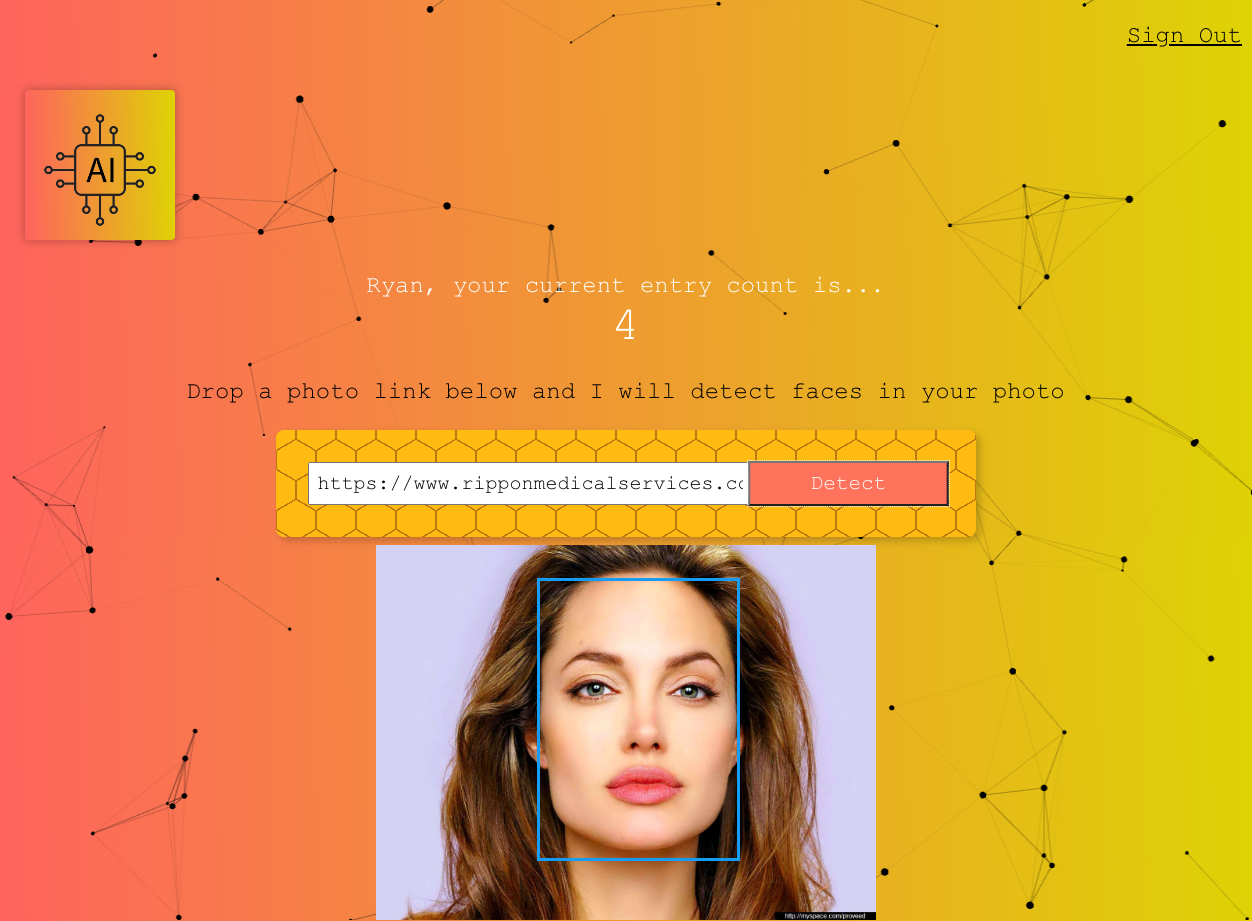 Sign Out
AI
Ryan, your current entry count is...
4
Drop a photo link below and I will detect faces in your photo
https://www.ripponmedicalservices.co
Detect
http://myspace.com/proveed